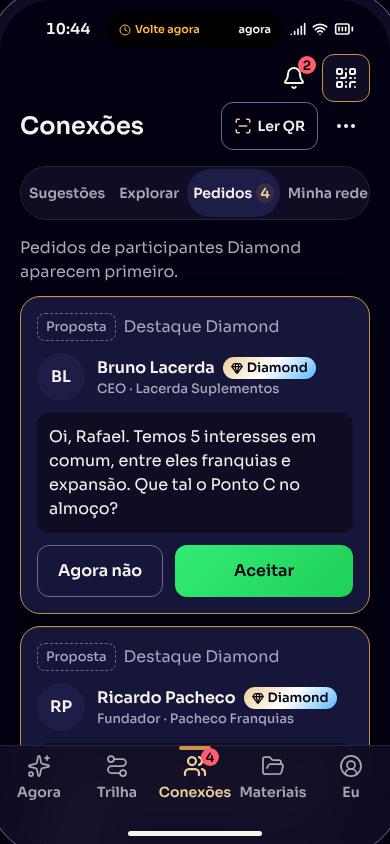 10:44
Volte agora
agora
2
Conexões
Ler QR
Sugestões
Explorar
Pedidos 4
Minha rede
Pedidos de participantes Diamond
aparecem primeiro.
Proposta
Destaque Diamond
BL
Bruno Lacerda
Diamond
CEO · Lacerda Suplementos
Oi, Rafael. Temos 5 interesses em
comum, entre eles franquias e
expansão. Que tal o Ponto C no
almoço?
Agora não
Aceitar
Proposta
Destaque Diamond
RP
Ricardo Pacheco
Diamond
Fundador · Pacheco Franquias
4
Agora
Trilha
Conexões
Materiais
Eu